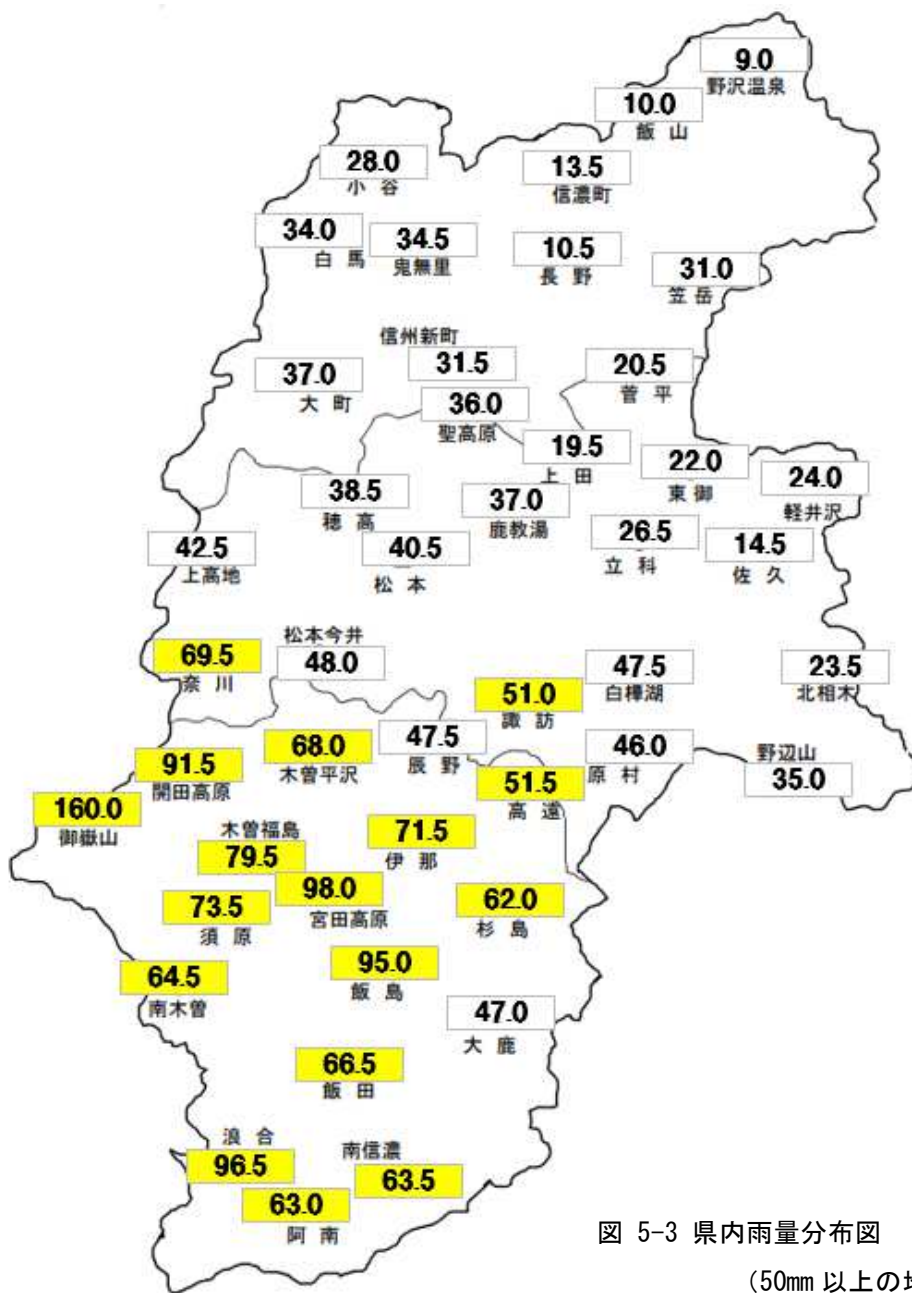 9.0
野沢温泉
10.0
飯山
28.0
小谷
13.5
信濃町
34.0
白馬
34.5
鬼無里
10.5
長野
31.0
笠岳
信州新町
31.5
37.0
大町
20.5
菅平
36.0
聖高原
19.5
上田
22.0
東御
24.0
軽井沢
38.5
穂高
37.0
鹿教湯
26.5
立科
14.5
佐久
42.5
上高地
40.5
松本
69.5
奈川
松本今井
48.0
47.5
白樺湖
23.5
北相木
51.0
諏訪
68.0
木曽平沢
47.5
辰野
46.0
原村
野辺山
35.0
91.5
開田高原
51.5
高遠
160.0
御嶽山
木曽福島
79.5
71.5
伊那
98.0
宮田高原
73.5
須原
62.0
杉島
64.5
南木曽
95.0
飯島
47.0
大鹿
66.5
飯田
浪合
96.5
南信濃
63.5
63.0
阿南
図 5-3 県内雨量分布図
(50mm 以上の